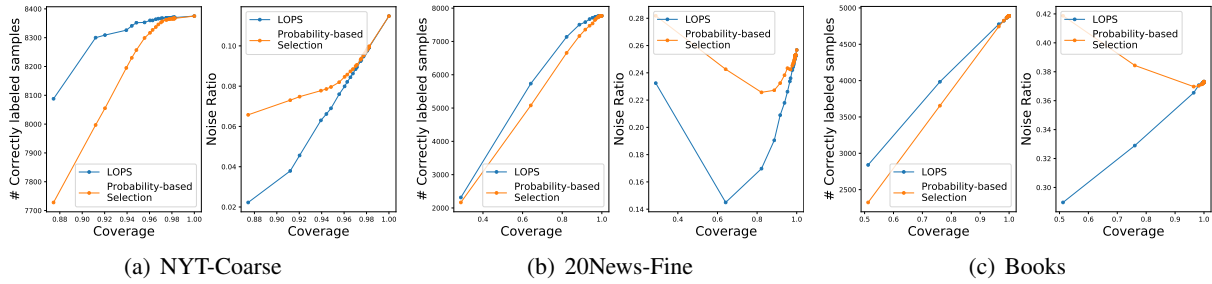 # Correctly labeled samples
8400
8300
8200
8100
8000
7900
7800
7700
LOPS
Probability-based
Selection
0.88 0.90 0.92 0.94 0.96 0.98 1.00
Coverage
Noise Ratio
0.10
0.08
0.06
0.04
0.02
LOPS
Probability-based
Selection
0.88 0.90 0.92 0.94 0.96 0.98 1.00
Coverage
(a) NYT-Coarse
# Correctly labeled samples
8000
7000
6000
5000
4000
3000
2000
LOPS
Probability-based
Selection
0.4 0.6 0.8 1.0
Coverage
Noise Ratio
0.28
0.26
0.24
0.22
0.20
0.18
0.16
0.14
LOPS
Probability-based
Selection
0.4 0.6 0.8 1.0
Coverage
(b) 20News-Fine
# Correctly labeled samples
5000
4500
4000
3500
3000
2500
LOPS
Probability-based
Selection
0.5 0.6 0.7 0.8 0.9 1.0
Coverage
Noise Ratio
0.42
0.40
0.38
0.36
0.34
0.32
0.30
LOPS
Probability-based
Selection
0.5 0.6 0.7 0.8 0.9 1.0
Coverage
(c) Books